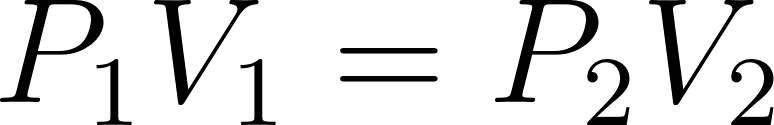 P₁V₁ = P₂V₂